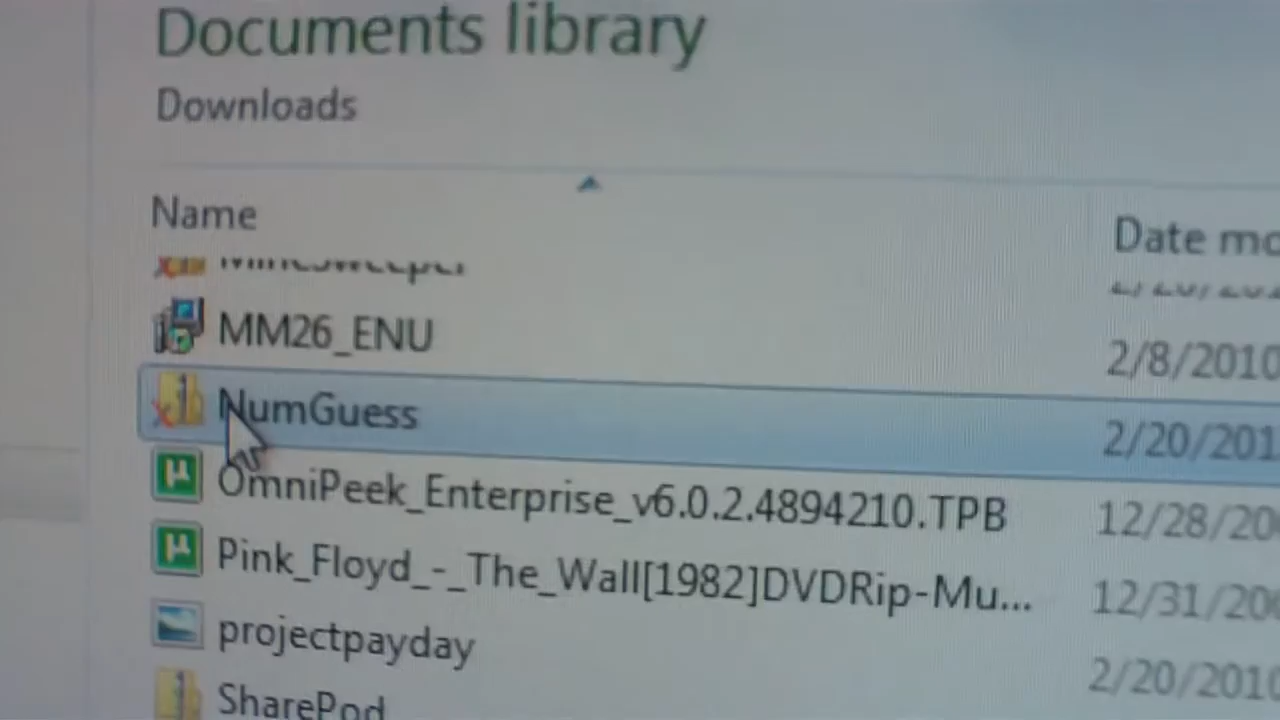 Documents library
Downloads
Name Date mo
Minesweeper
MM26_ENU 2/8/2010
NumGuess 2/20/201
OmniPeek_Enterprise_v6.0.2.4894210.TPB 12/28/20
Pink_Floyd_-_The_Wall[1982]DVDRip-Mu... 12/31/20
projectpayday 2/20/2010
SharePod